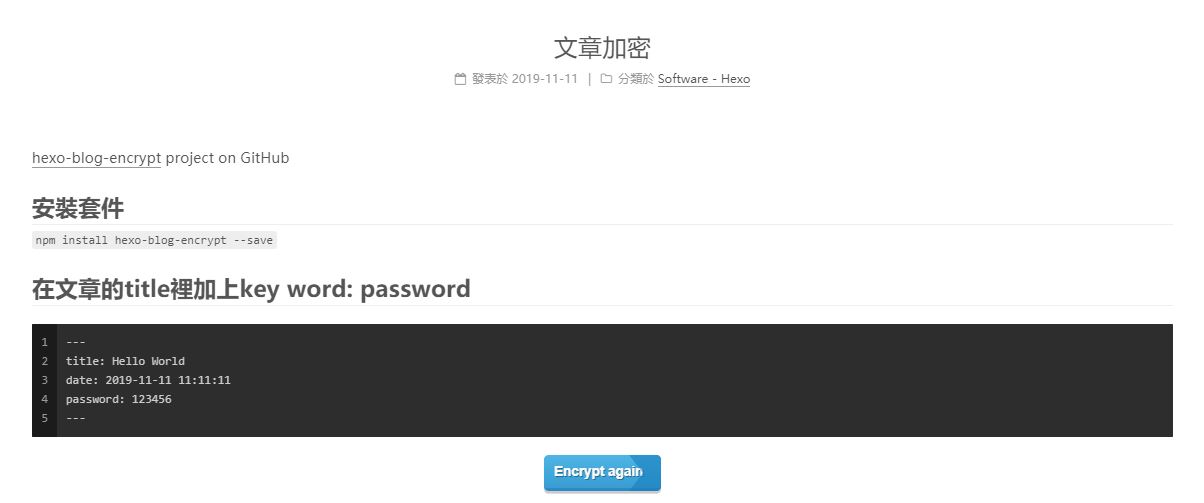 文章加密
發表於 2019-11-11 | 分類於 Software - Hexo
hexo-blog-encrypt project on GitHub
安裝套件
npm install hexo-blog-encrypt --save
在文章的title裡加上key word: password
1 ---
2 title: Hello World
3 date: 2019-11-11 11:11:11
4 password: 123456
5 ---
Encrypt again